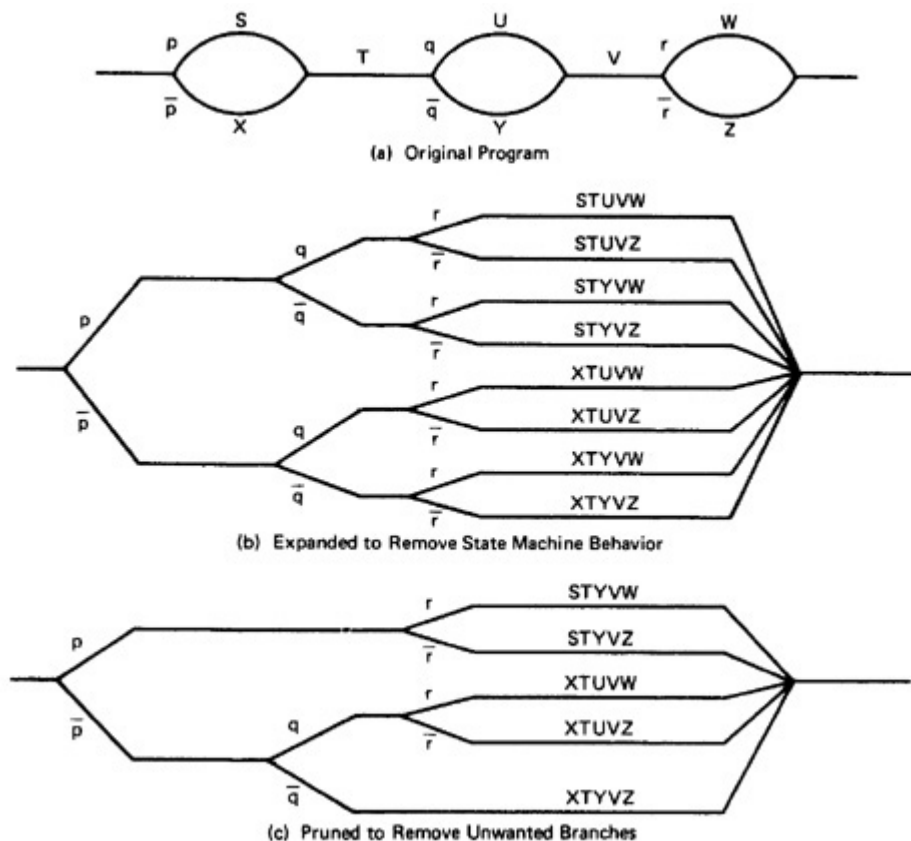 S U W
p T q V r
p̅ q̅ r̅
X Y Z
(a) Original Program
STUVW
r
q STUVZ
r̅
STYVW
q̅ r
p STYVZ
r̅
XTUVW
p̅ r
q XTUVZ
r̅
XTYVW
q̅ r
XTYVZ
r̅
(b) Expanded to Remove State Machine Behavior
STYVW
r
p STYVZ
r̅
XTUVW
r
p̅ q XTUVZ
r̅
q̅ XTYVZ
(c) Pruned to Remove Unwanted Branches